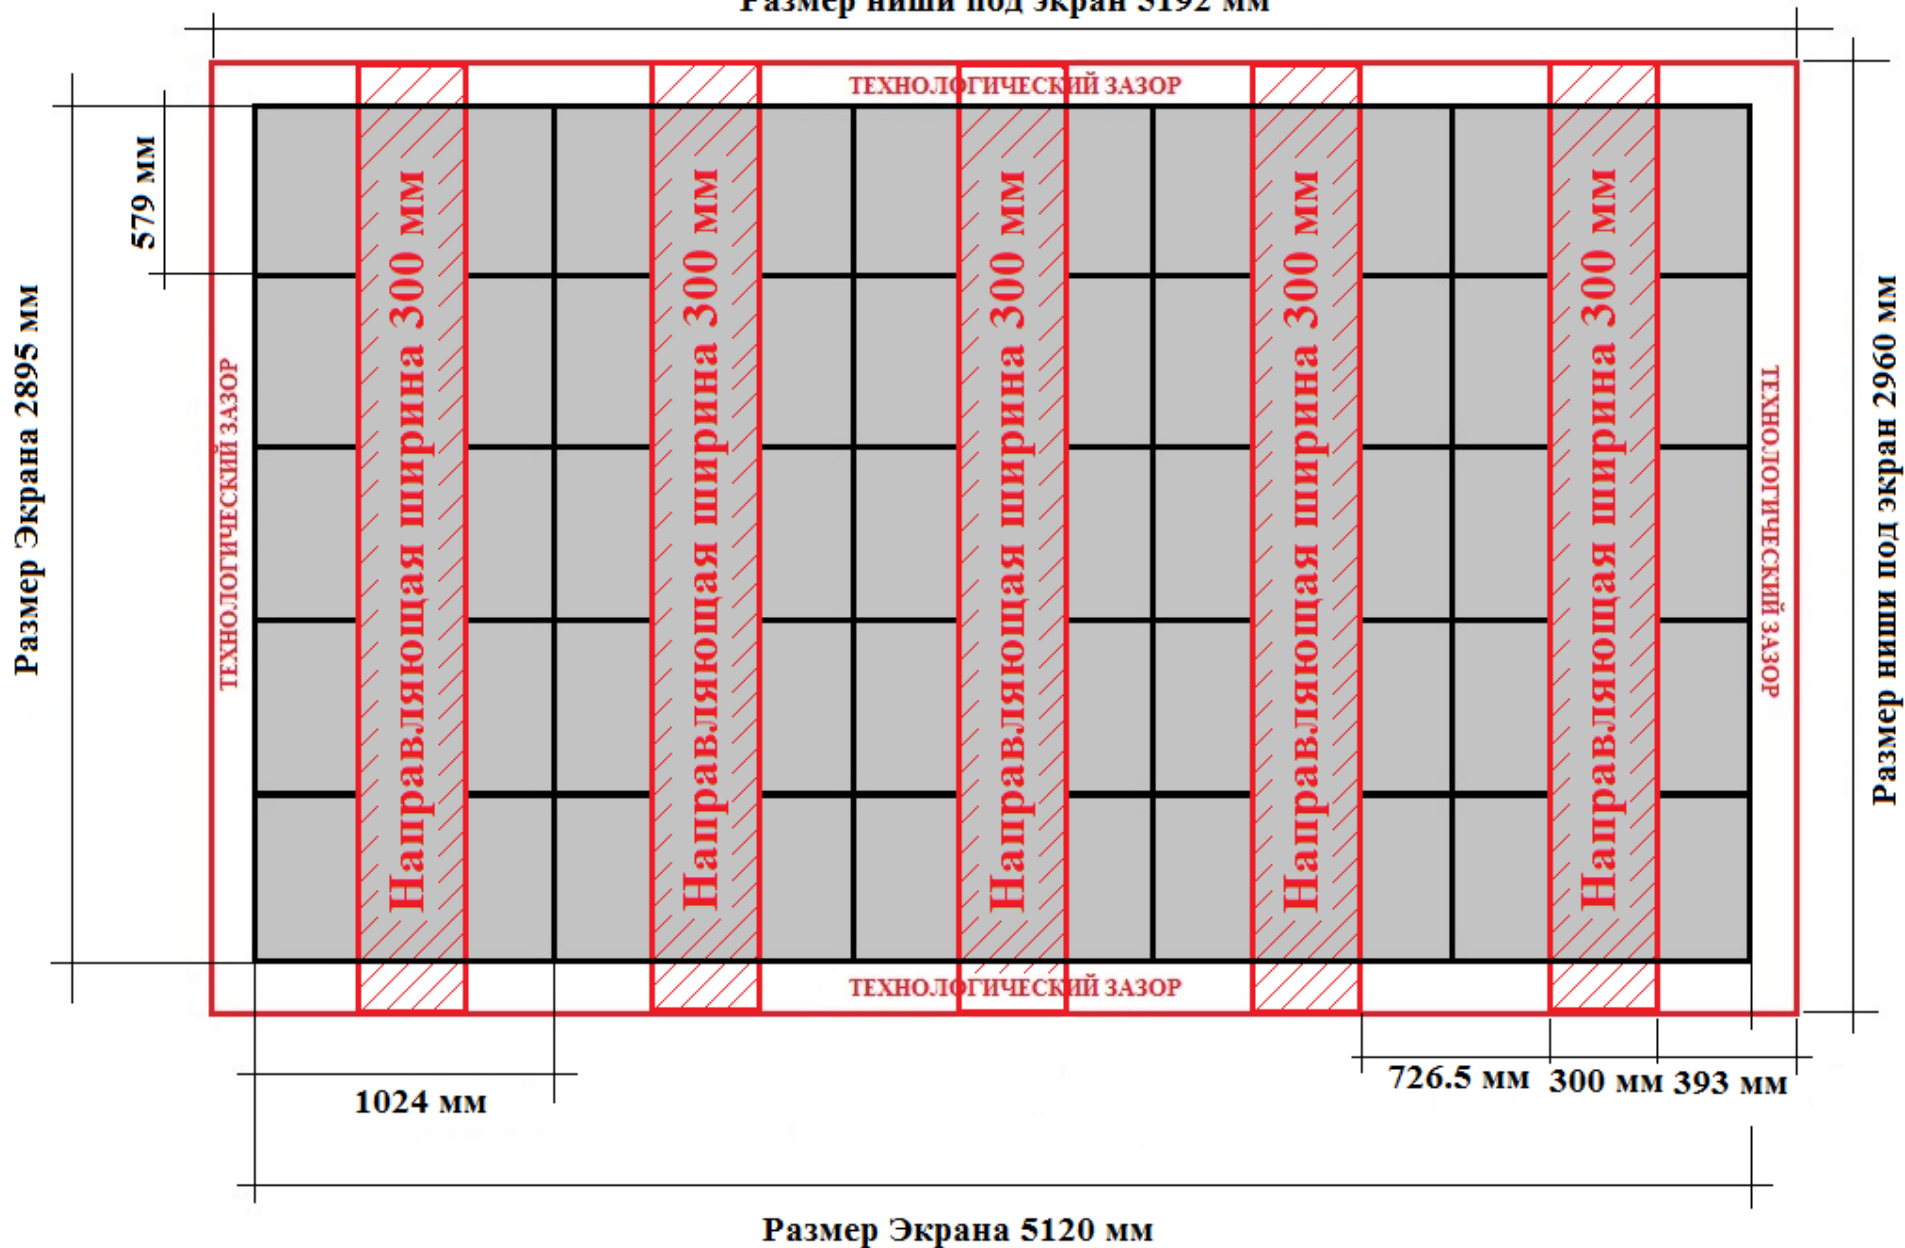 Размер ниши под экран 5192 мм
ТЕХНОЛОГИЧЕСКИЙ ЗАЗОР
579 мм
Размер Экрана 2895 мм
ТЕХНОЛОГИЧЕСКИЙ ЗАЗОР
Направляющая ширина 300 мм
Направляющая ширина 300 мм
Направляющая ширина 300 мм
Направляющая ширина 300 мм
Направляющая ширина 300 мм
ТЕХНОЛОГИЧЕСКИЙ ЗАЗОР
Размер ниши под экран 2960 мм
ТЕХНОЛОГИЧЕСКИЙ ЗАЗОР
726.5 мм
300 мм
393 мм
1024 мм
Размер Экрана 5120 мм